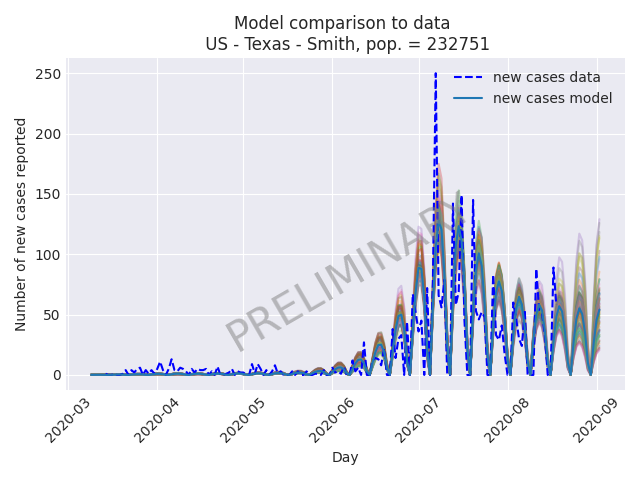 Model comparison to data
US - Texas - Smith, pop. = 232751
Number of new cases reported
250
200
150
100
50
0
new cases data
new cases model
PRELIMINARY
2020-03
2020-04
2020-05
2020-06
2020-07
2020-08
2020-09
Day